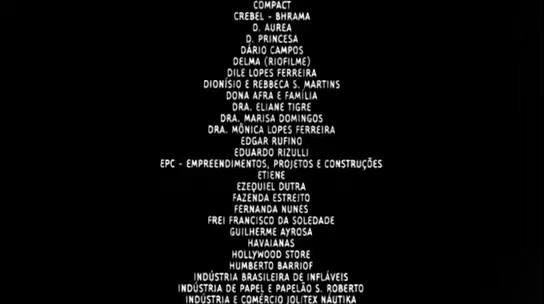 COMPACT
CREBEL - BHRAMA
D. AUREA
D. PRINCESA
DÁRIO CAMPOS
DELMA (RIOFILME)
DILE LOPES FERREIRA
DIONÍSIO E REBBECA S. MARTINS
DONA AFRA E FAMÍLIA
DRA. ELIANE TIGRE
DRA. MARISA DOMINGOS
DRA. MÔNICA LOPES FERREIRA
EDGAR RUFINO
EDUARDO RIZULLI
EPC - EMPREENDIMENTOS, PROJETOS E CONSTRUÇÕES
ETIENE
EZEQUIEL DUTRA
FAZENDA ESTREITO
FERNANDA NUNES
FREI FRANCISCO DA SOLEDADE
GUILHERME AYROSA
HAVAIANAS
HOLLYWOOD STORE
HUMBERTO BARRIOF
INDÚSTRIA BRASILEIRA DE INFLÁVEIS
INDÚSTRIA DE PAPEL E PAPELÃO S. ROBERTO
INDÚSTRIA E COMÉRCIO JOLITEX NÁUTIKA